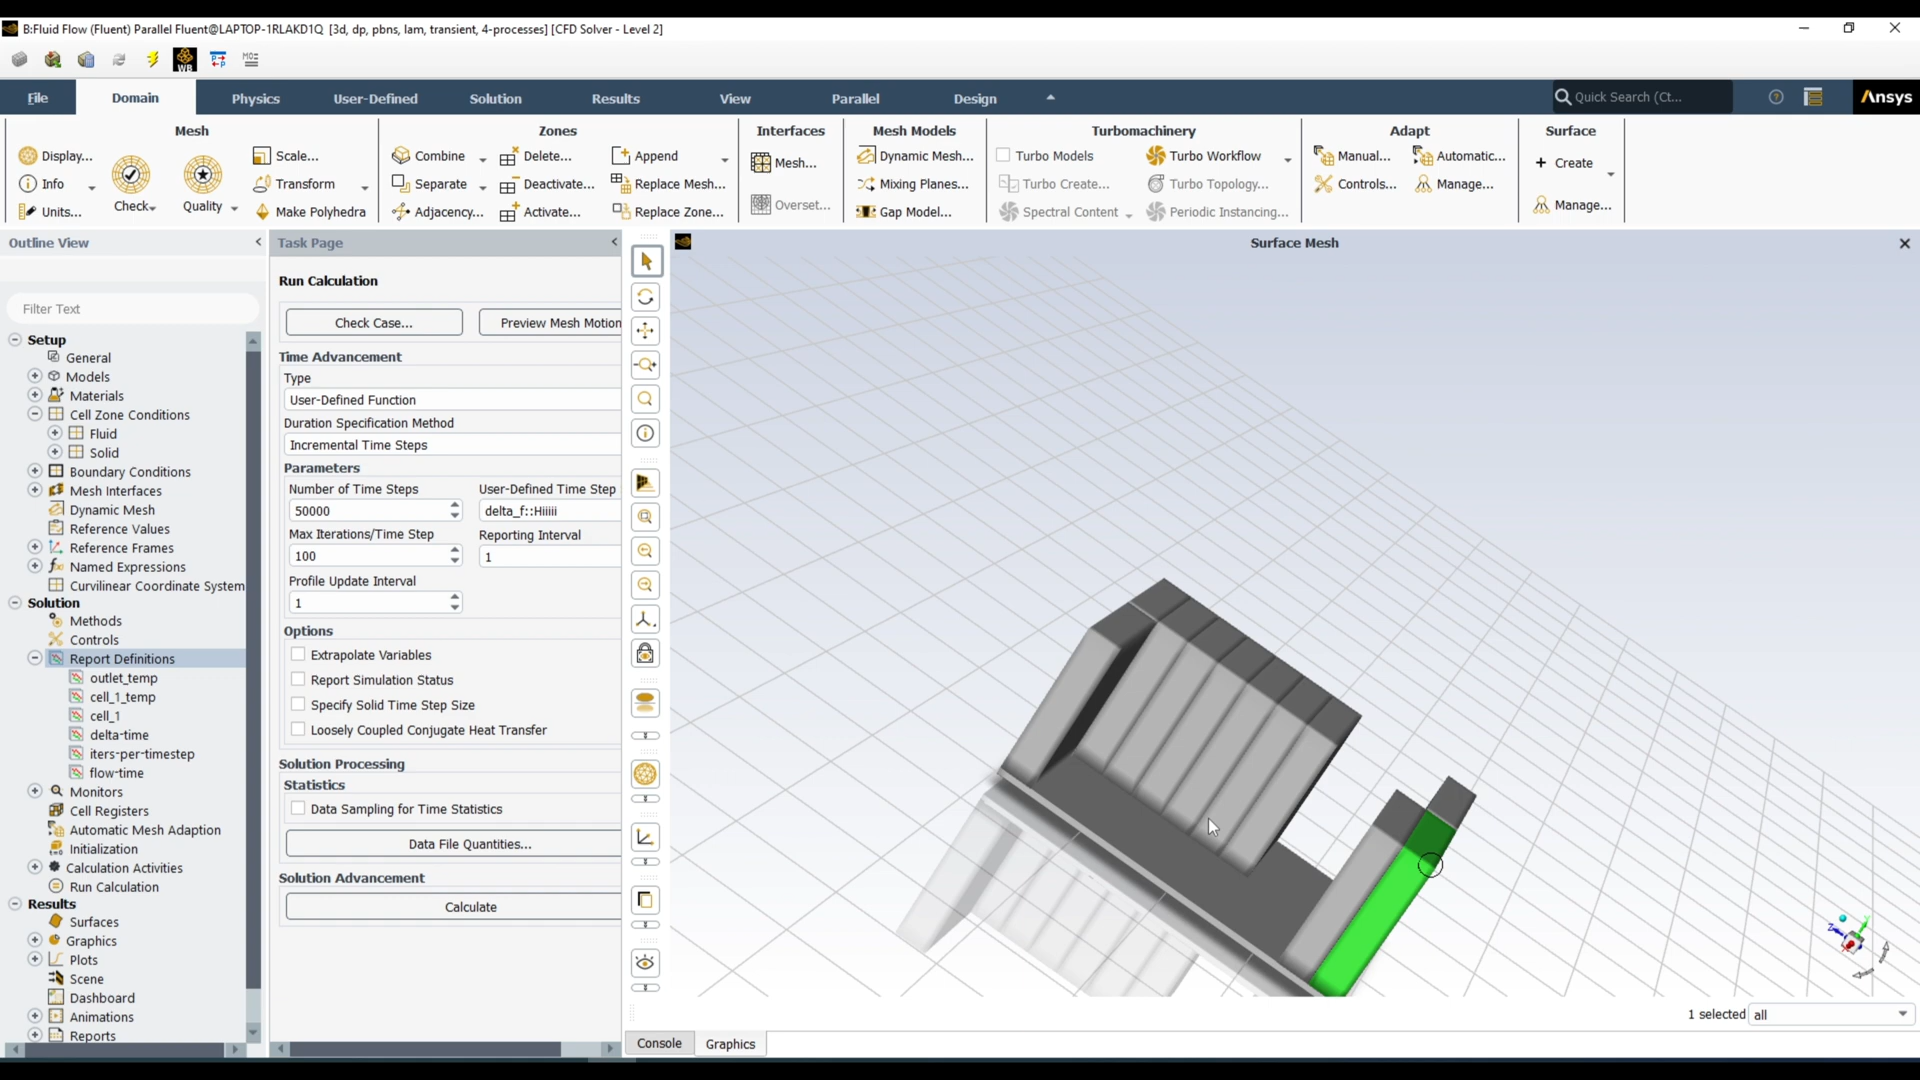 B:Fluid Flow (Fluent) Parallel Fluent@LAPTOP-1RLAKD1Q [3d, dp, pbns, lam, transient, 4-processes] [CFD Solver - Level 2]
WB
File Domain Physics User-Defined Solution Results View Parallel Design Quick Search (Ct... Ansys
Mesh Zones Interfaces Mesh Models Turbomachinery Adapt Surface
Display... Scale... Combine Delete... Append Mesh... Dynamic Mesh... Turbo Models Turbo Workflow Manual... Automatic... Create
Info Transform Separate Deactivate... Replace Mesh... Mixing Planes... Turbo Create... Turbo Topology... Controls... Manage...
Check Quality
Units... Make Polyhedra Adjacency... Activate... Replace Zone... Overset... Gap Model... Spectral Content Periodic Instancing... Manage...
Outline View
Filter Text
Setup
General
Models
Materials
Cell Zone Conditions
Fluid
Solid
Boundary Conditions
Mesh Interfaces
Dynamic Mesh
Reference Values
Reference Frames
Named Expressions
Curvilinear Coordinate System
Solution
Methods
Controls
Report Definitions
outlet_temp
cell_1_temp
cell_1
delta-time
iters-per-timestep
flow-time
Monitors
Cell Registers
Automatic Mesh Adaption
Initialization
Calculation Activities
Run Calculation
Results
Surfaces
Graphics
Plots
Scene
Dashboard
Animations
Reports
Task Page
Run Calculation
Check Case... Preview Mesh Motion
Time Advancement
Type
User-Defined Function
Duration Specification Method
Incremental Time Steps
Parameters
Number of Time Steps User-Defined Time Step
50000 delta_f::Hiiiii
Max Iterations/Time Step Reporting Interval
100 1
Profile Update Interval
1
Options
Extrapolate Variables
Report Simulation Status
Specify Solid Time Step Size
Loosely Coupled Conjugate Heat Transfer
Solution Processing
Statistics
Data Sampling for Time Statistics
Data File Quantities...
Solution Advancement
Calculate
Surface Mesh
Z Y
1 selected all
Console Graphics